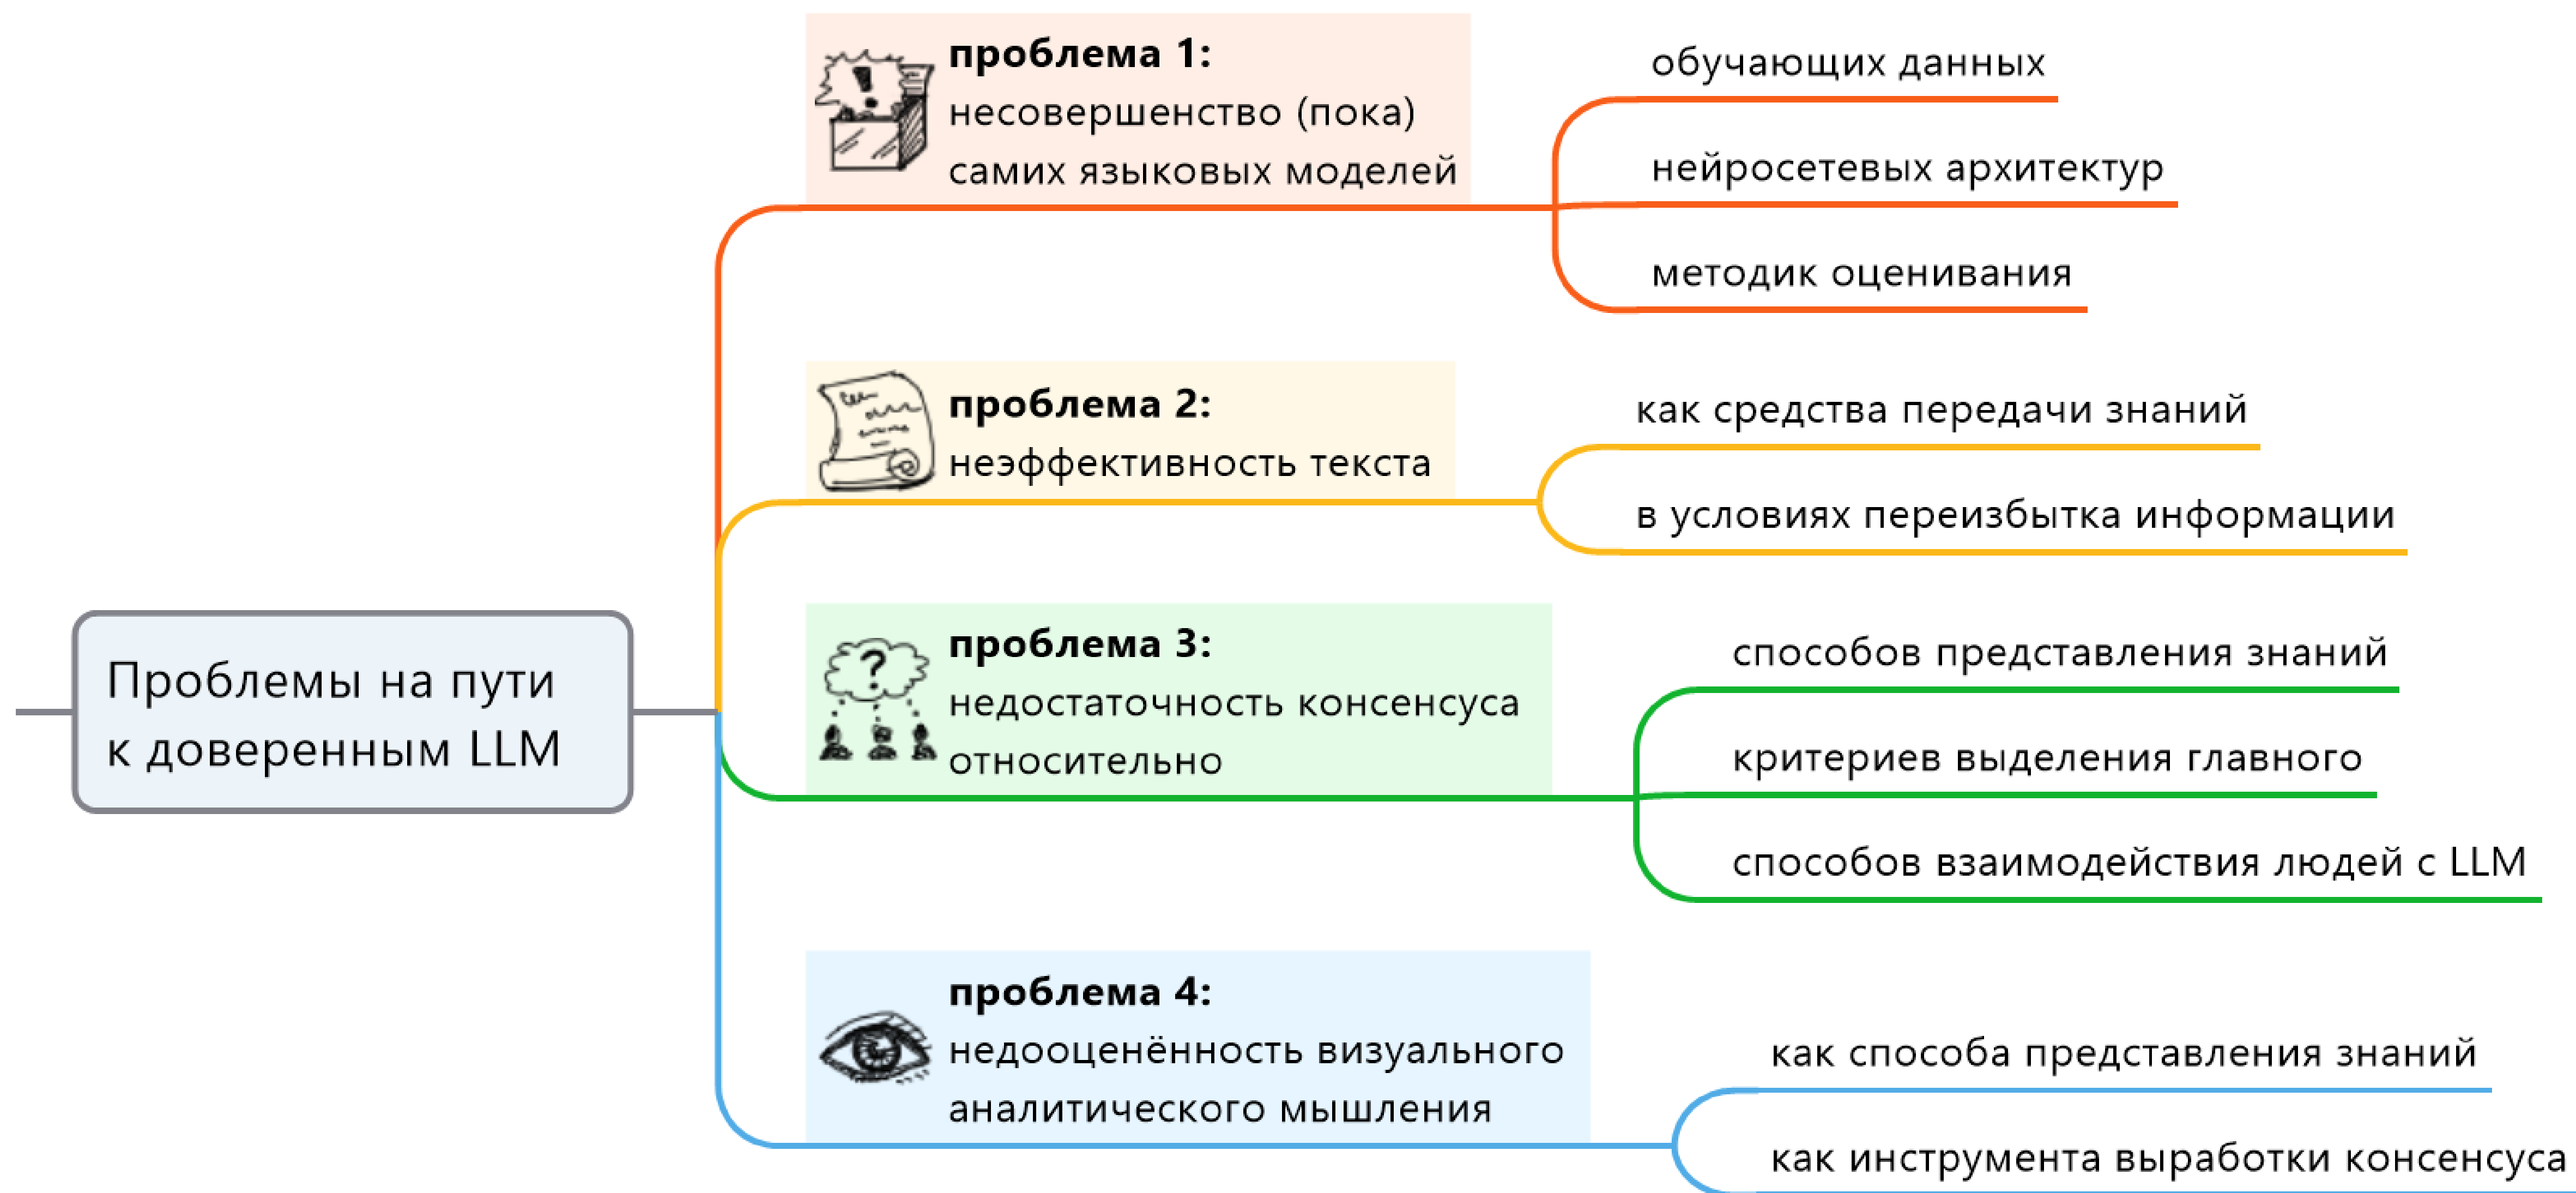 Проблемы на пути
к доверенным LLM
проблема 1:
несовершенство (пока)
самих языковых моделей
обучающих данных
нейросетевых архитектур
методик оценивания
проблема 2:
неэффективность текста
как средства передачи знаний
в условиях переизбытка информации
проблема 3:
недостаточность консенсуса
относительно
способов представления знаний
критериев выделения главного
способов взаимодействия людей с LLM
проблема 4:
недооценённость визуального
аналитического мышления
как способа представления знаний
как инструмента выработки консенсуса